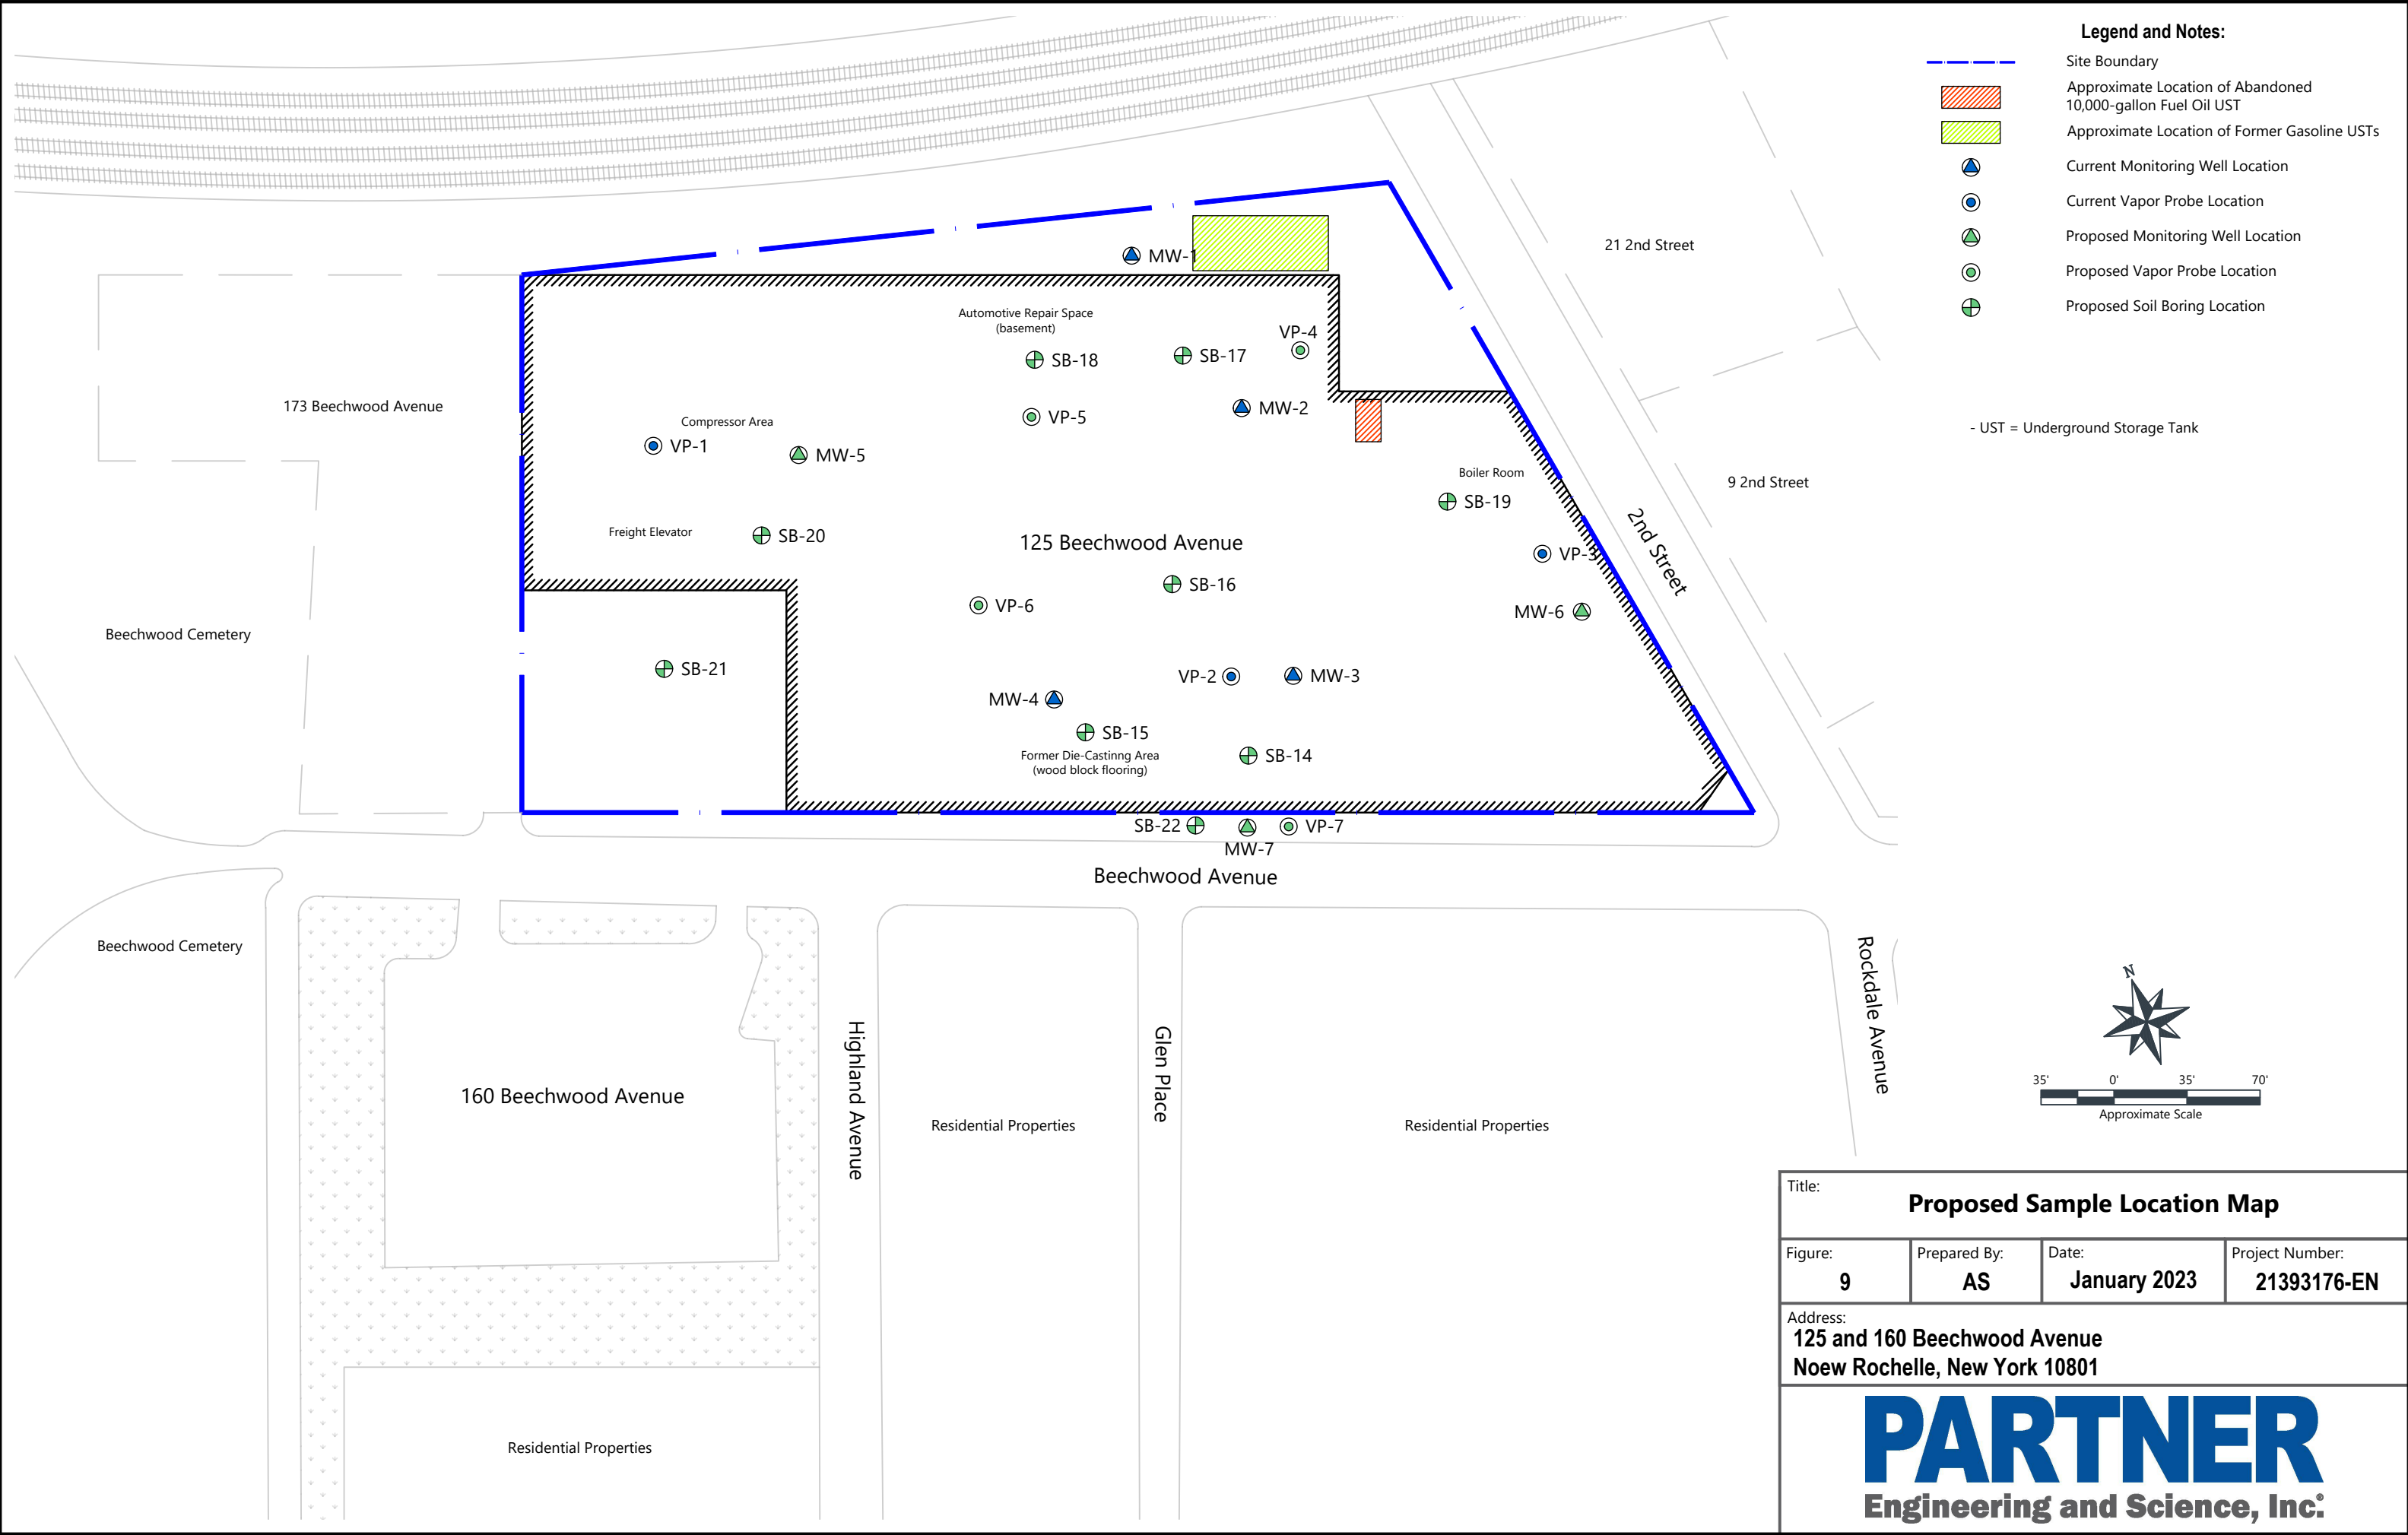 Legend and Notes:
Site Boundary
Approximate Location of Abandoned
10,000-gallon Fuel Oil UST
Approximate Location of Former Gasoline USTs
Current Monitoring Well Location
Current Vapor Probe Location
Proposed Monitoring Well Location
Proposed Vapor Probe Location
Proposed Soil Boring Location
- UST = Underground Storage Tank
21 2nd Street
MW-1
Automotive Repair Space
(basement)
VP-4
SB-18
SB-17
173 Beechwood Avenue
Compressor Area
VP-5
MW-2
VP-1
MW-5
Boiler Room
9 2nd Street
SB-19
Freight Elevator
SB-20
125 Beechwood Avenue
2nd Street
VP-3
SB-16
VP-6
MW-6
Beechwood Cemetery
SB-21
VP-2
MW-3
MW-4
SB-15
Former Die-Castinng Area
(wood block flooring)
SB-14
SB-22
VP-7
MW-7
Beechwood Avenue
Beechwood Cemetery
Rockdale Avenue
Highland Avenue
Glen Place
160 Beechwood Avenue
Residential Properties
Residential Properties
Residential Properties
N
35' 0' 35' 70'
Approximate Scale
Title:
Proposed Sample Location Map
Figure:
9
Prepared By:
AS
Date:
January 2023
Project Number:
21393176-EN
Address:
125 and 160 Beechwood Avenue
Noew Rochelle, New York 10801
PARTNER
Engineering and Science, Inc.®